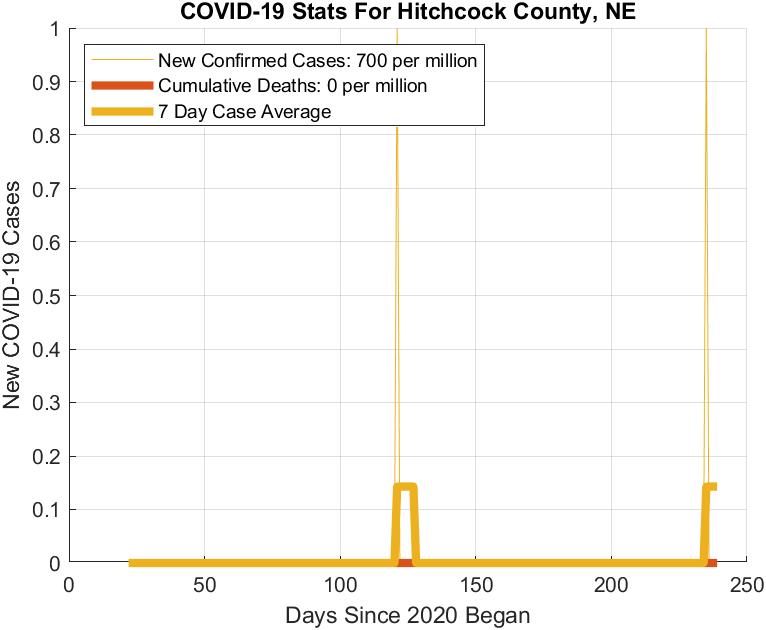 COVID-19 Stats For Hitchcock County, NE
New Confirmed Cases: 700 per million
Cumulative Deaths: 0 per million
7 Day Case Average
New COVID-19 Cases
1
0.9
0.8
0.7
0.6
0.5
0.4
0.3
0.2
0.1
0
0 50 100 150 200 250
Days Since 2020 Began